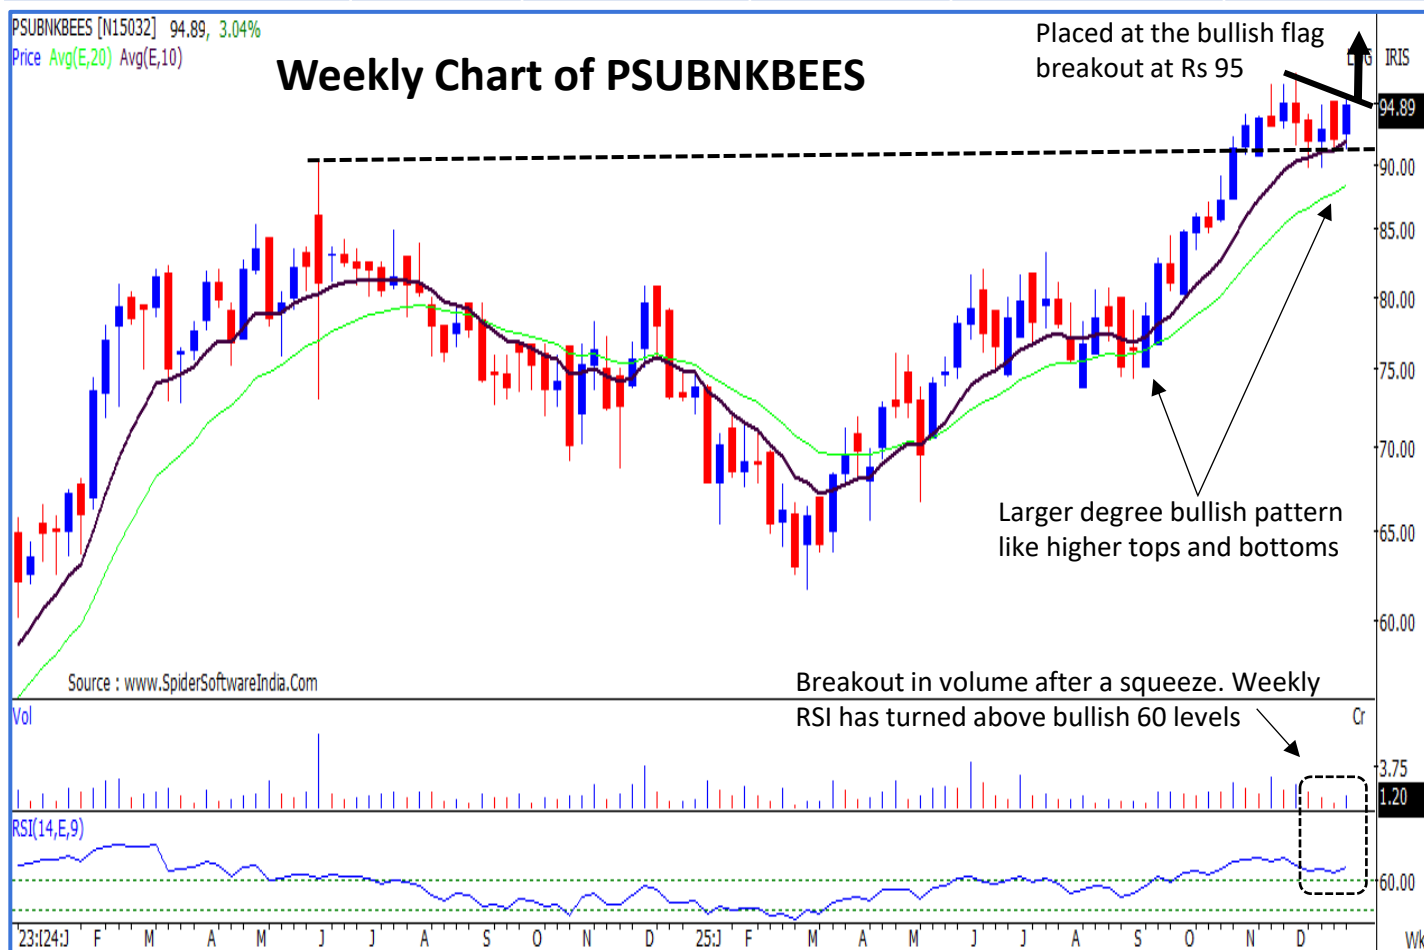 PSUBNKBEES [N15032] 94.89, 3.04%
Price Avg(E,20) Avg(E,10)
Weekly Chart of PSUBNKBEES
Placed at the bullish flag
breakout at Rs 95
IRIS
94.89
90.00
85.00
80.00
75.00
70.00
65.00
60.00
Larger degree bullish pattern
like higher tops and bottoms
Source : www.SpiderSoftwareIndia.Com
Breakout in volume after a squeeze. Weekly
RSI has turned above bullish 60 levels
Vol
Cr
3.75
1.20
RSI(14,E,9)
60.00
23:(24:J F M A M J J A S O N D 25:J F M A M J J A S O N D Wk